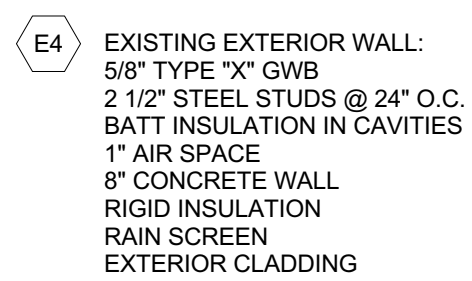 E4
EXISTING EXTERIOR WALL:
5/8" TYPE "X" GWB
2 1/2" STEEL STUDS @ 24" O.C.
BATT INSULATION IN CAVITIES
1" AIR SPACE
8" CONCRETE WALL
RIGID INSULATION
RAIN SCREEN
EXTERIOR CLADDING